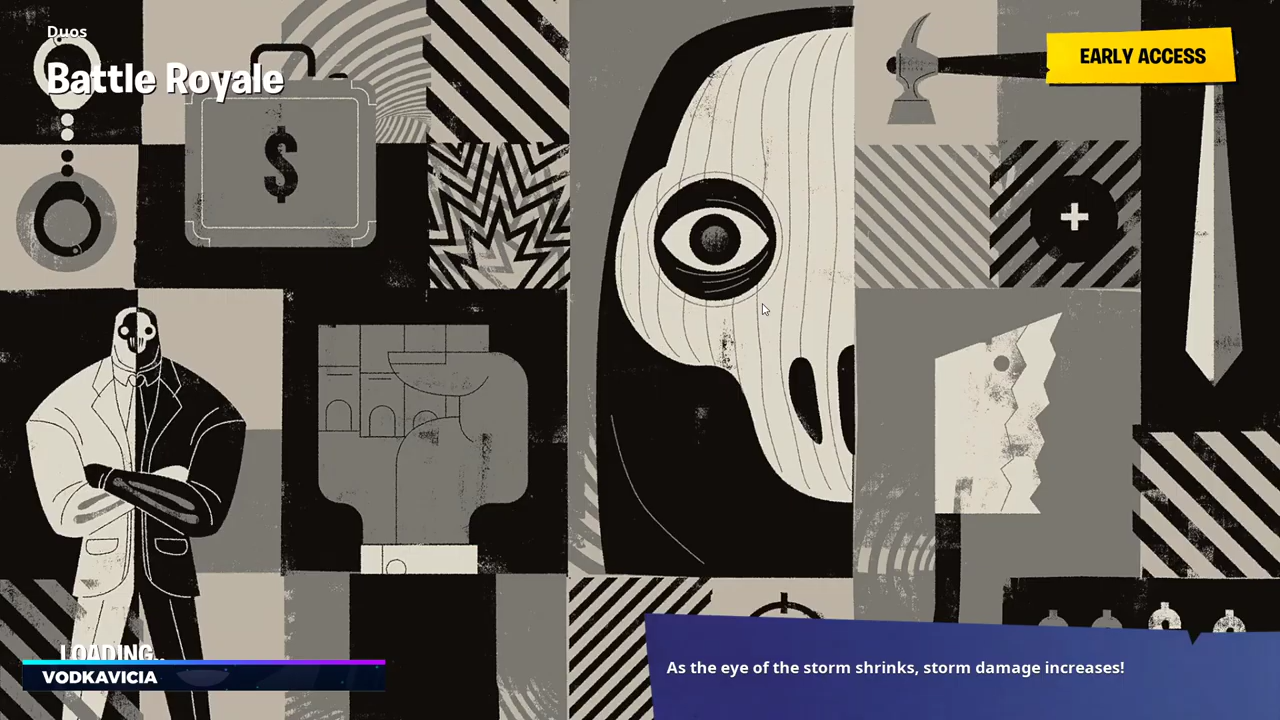 Duos
Battle Royale
EARLY ACCESS
$
LOADING..
VODKAVICIA
As the eye of the storm shrinks, storm damage increases!